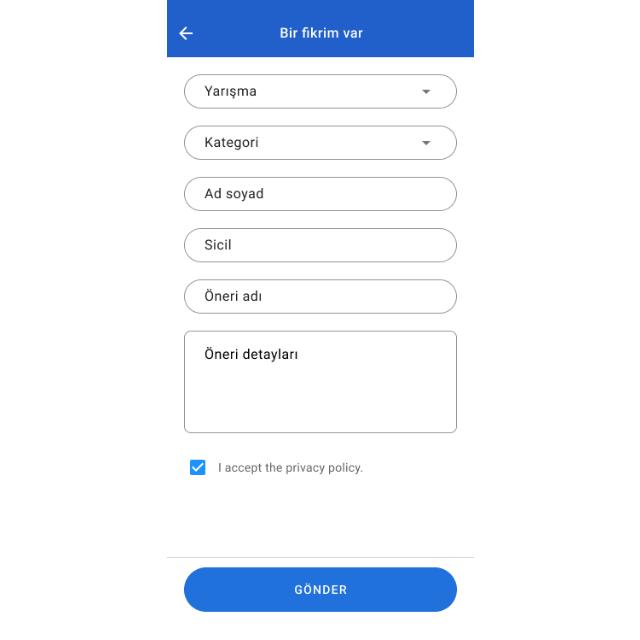 Bir fikrim var
Yarışma
Kategori
Ad soyad
Sicil
Öneri adı
Öneri detayları
I accept the privacy policy.
GÖNDER